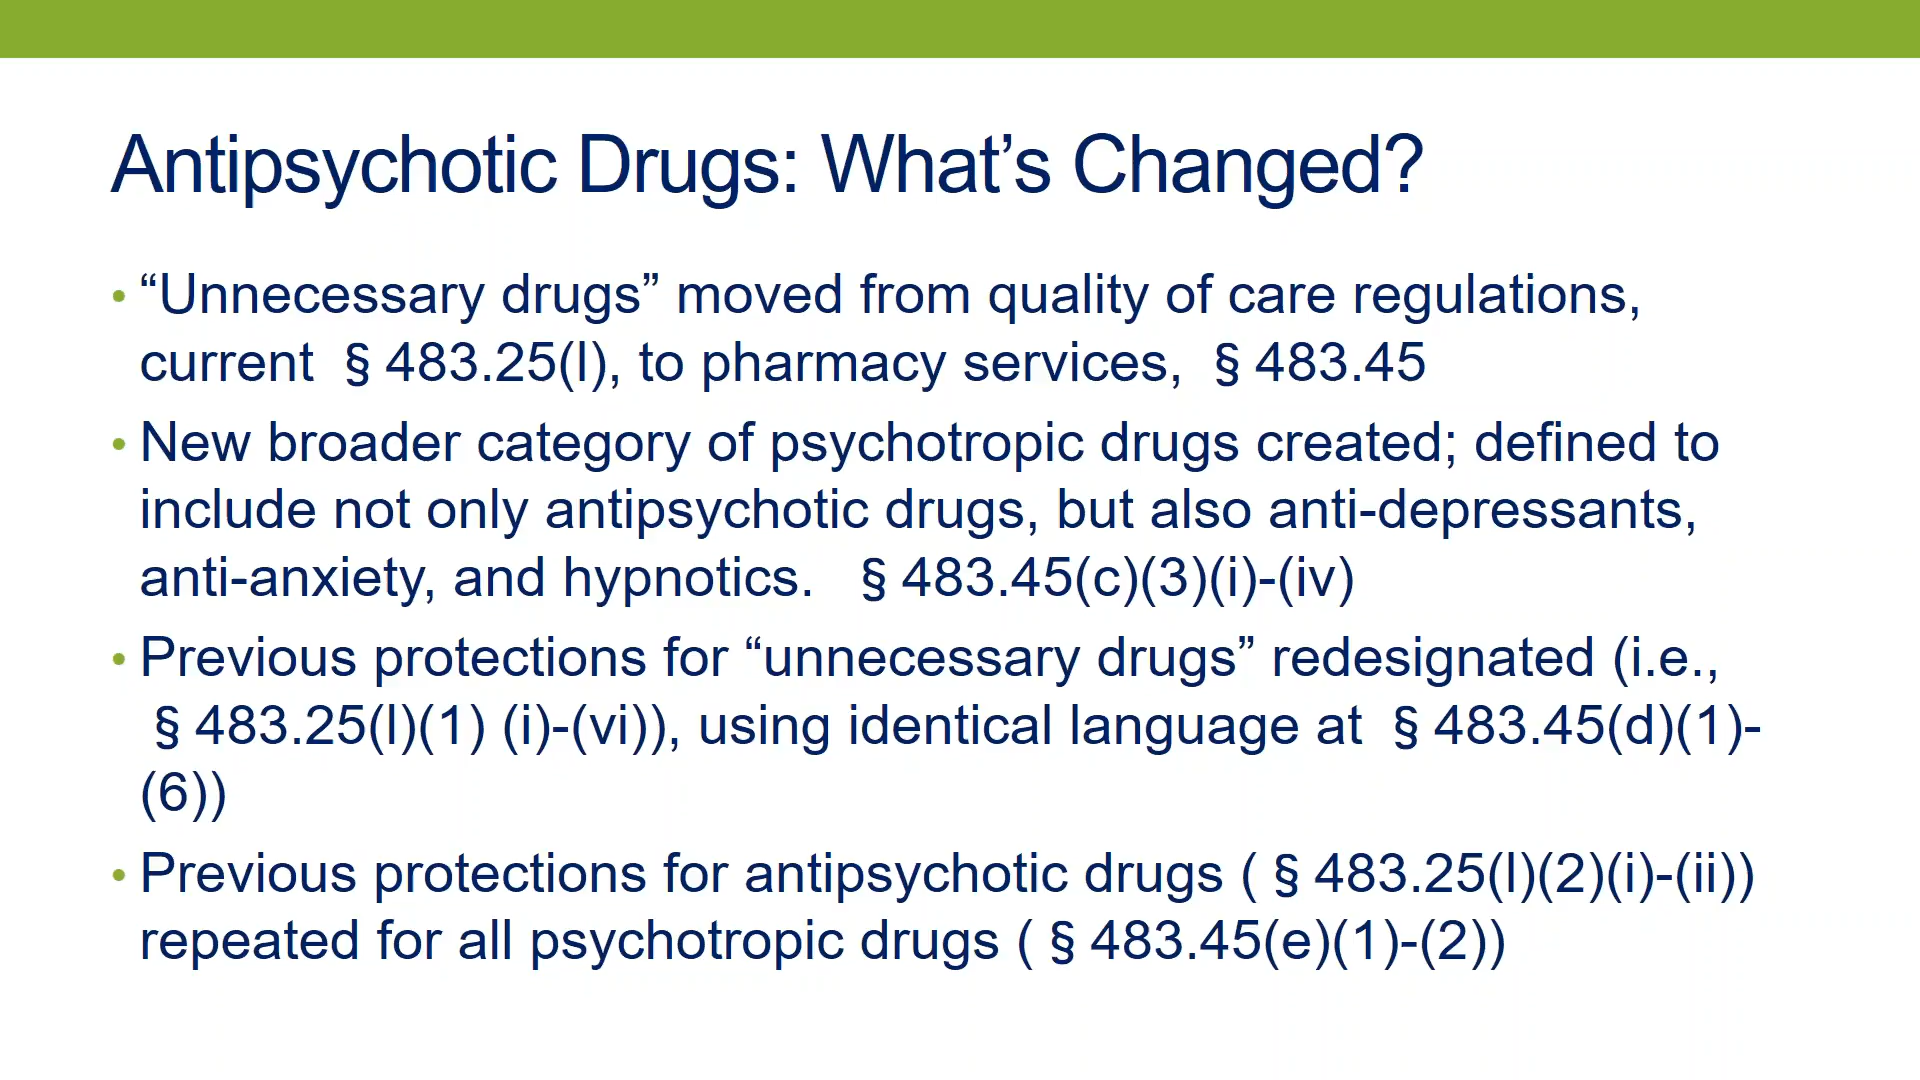 Antipsychotic Drugs: What’s Changed?
• “Unnecessary drugs” moved from quality of care regulations,
current § 483.25(l), to pharmacy services, § 483.45
• New broader category of psychotropic drugs created; defined to
include not only antipsychotic drugs, but also anti-depressants,
anti-anxiety, and hypnotics. § 483.45(c)(3)(i)-(iv)
• Previous protections for “unnecessary drugs” redesignated (i.e.,
§ 483.25(l)(1) (i)-(vi)), using identical language at § 483.45(d)(1)-
(6))
• Previous protections for antipsychotic drugs ( § 483.25(l)(2)(i)-(ii))
repeated for all psychotropic drugs ( § 483.45(e)(1)-(2))